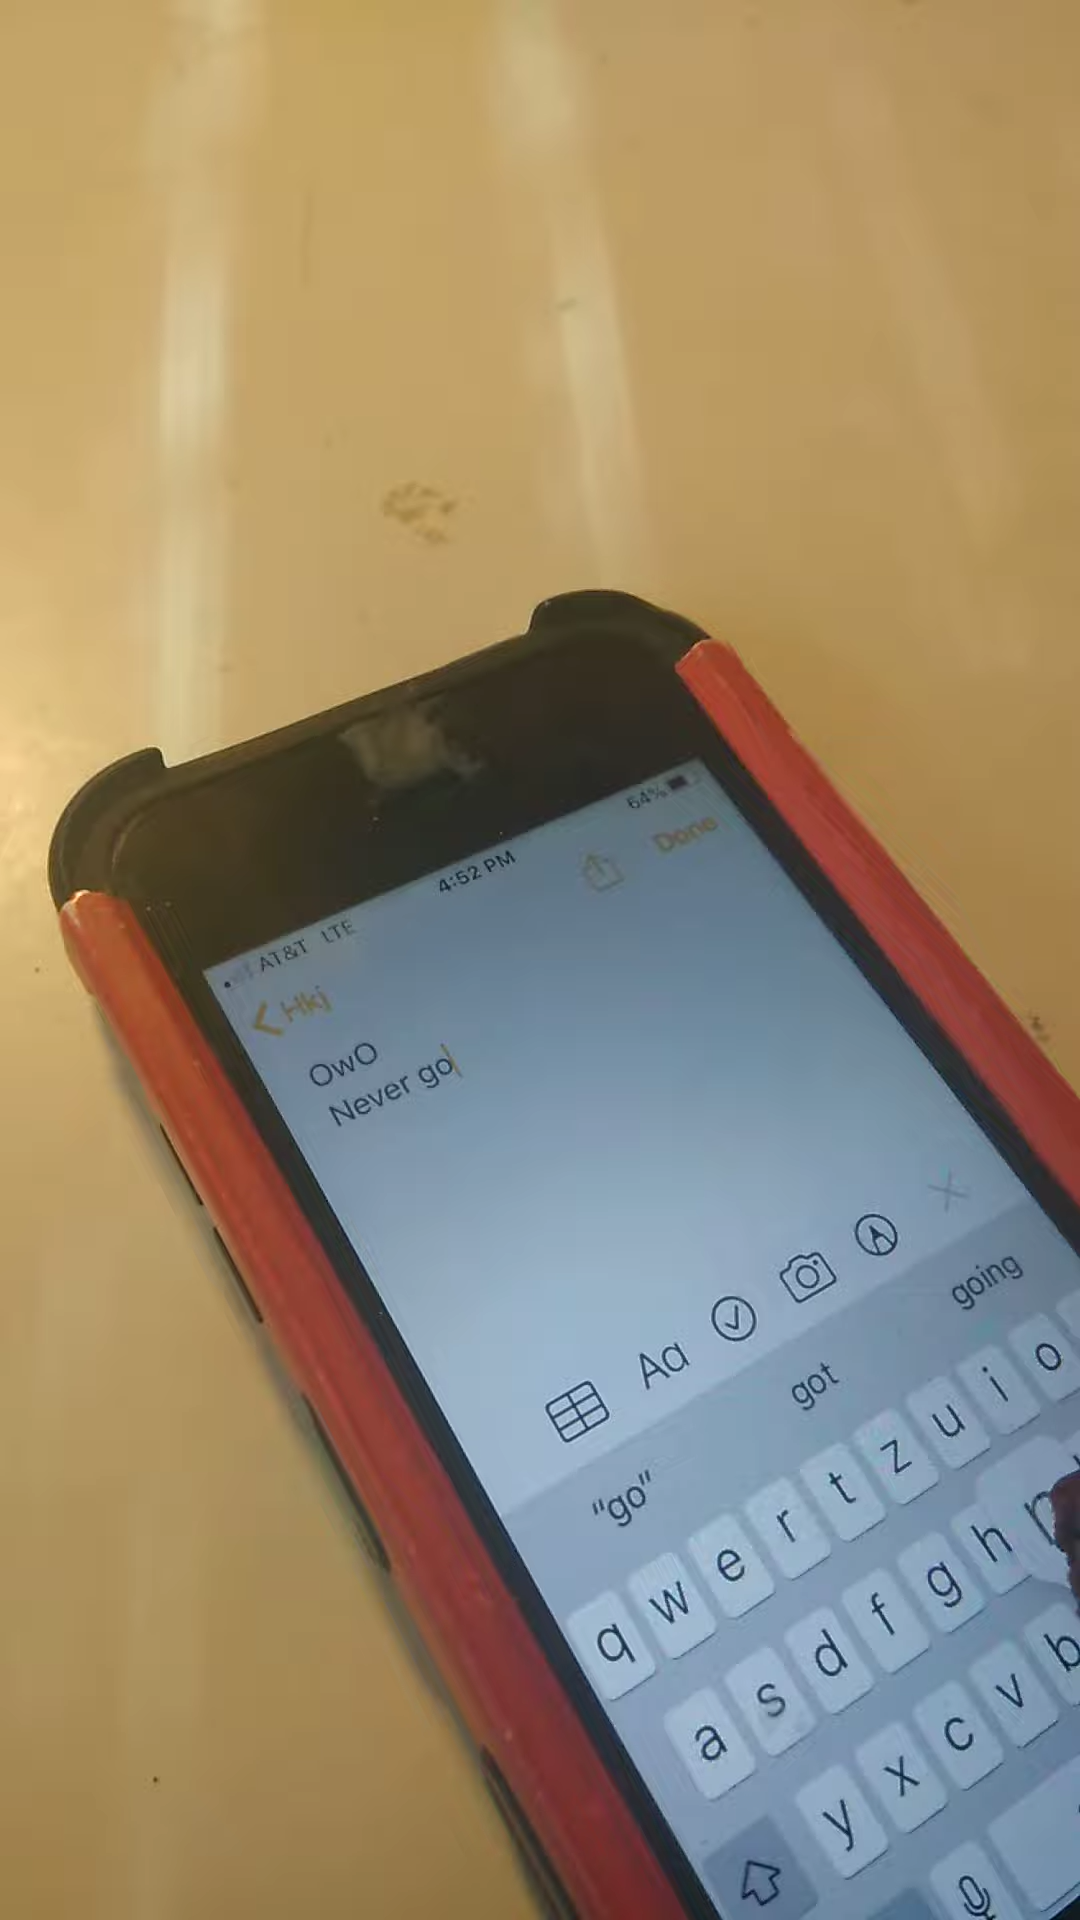 AT&T LTE 4:52 PM 64%
Hkj Done
OwO
Never go
Aa
"go" got going
q w e r t z u i o
a s d f g h n
y x c v b